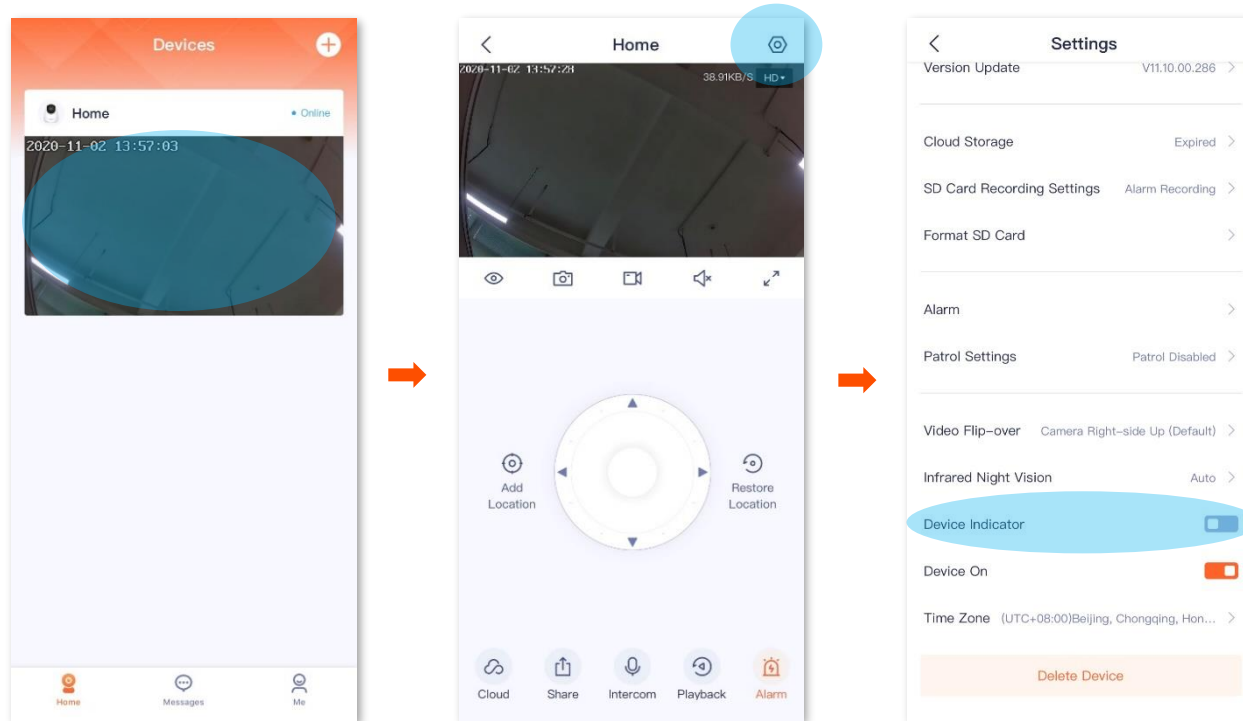 Devices
Home
Online
2020-11-02 13:57:03
Home
Messages
Me
Home
2020-11-02 13:57:28
38.91KB/S
HD
Add
Location
Restore
Location
Cloud
Share
Intercom
Playback
Alarm
Settings
Version Update V11.10.00.286
Cloud Storage Expired
SD Card Recording Settings Alarm Recording
Format SD Card
Alarm
Patrol Settings Patrol Disabled
Video Flip-over Camera Right-side Up (Default)
Infrared Night Vision Auto
Device Indicator
Device On
Time Zone (UTC+08:00)Beijing, Chongqing, Hon...
Delete Device